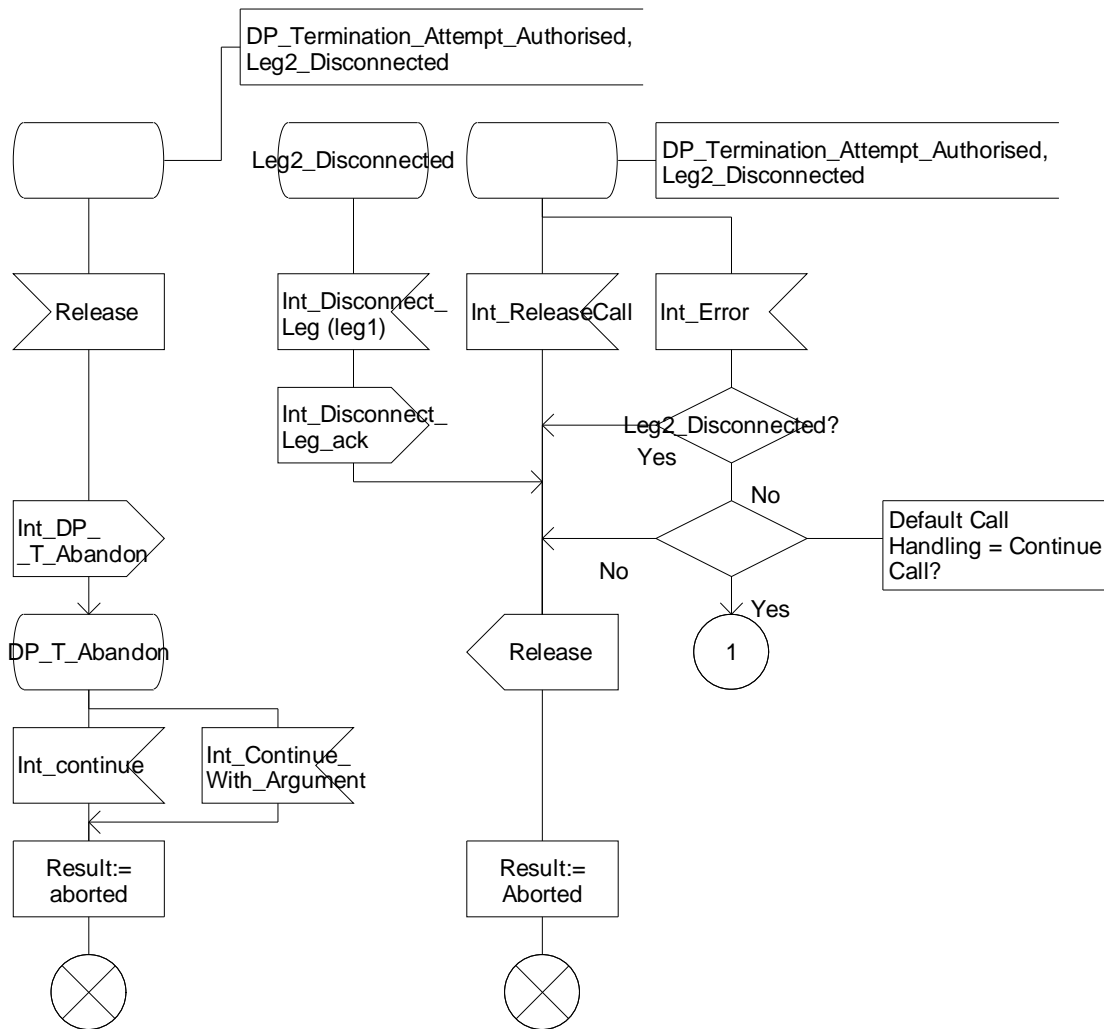 DP_Termination_Attempt_Authorised,
Leg2_Disconnected
Leg2_Disconnected
DP_Termination_Attempt_Authorised,
Leg2_Disconnected
Release
Int_Disconnect_
Leg (leg1)
Int_ReleaseCall
Int_Error
Int_Disconnect_
Leg_ack
Leg2_Disconnected?
Yes
No
Int_DP_
_T_Abandon
Default Call
Handling = Continue
Call?
No
Yes
DP_T_Abandon
Release
1
Int_continue
Int_Continue_
With_Argument
Result:=
aborted
Result:=
Aborted